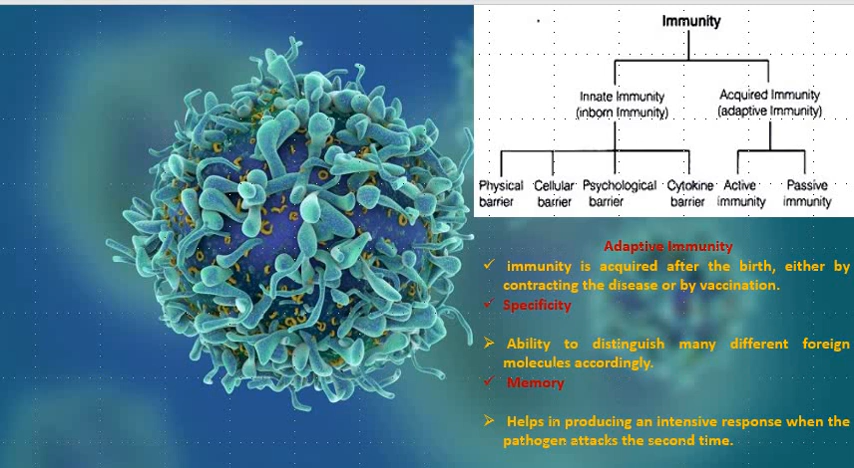 Immunity
Innate Immunity
(inborn Immunity)
Acquired Immunity
(adaptive Immunity)
Physical
barrier
Cellular
barrier
Psychological
barrier
Cytokine
barrier
Active
immunity
Passive
immunity
Adaptive Immunity
✓ immunity is acquired after the birth, either by
contracting the disease or by vaccination.
✓ Specificity
➢ Ability to distinguish many different foreign
molecules accordingly.
✓ Memory
➢ Helps in producing an intensive response when the
pathogen attacks the second time.